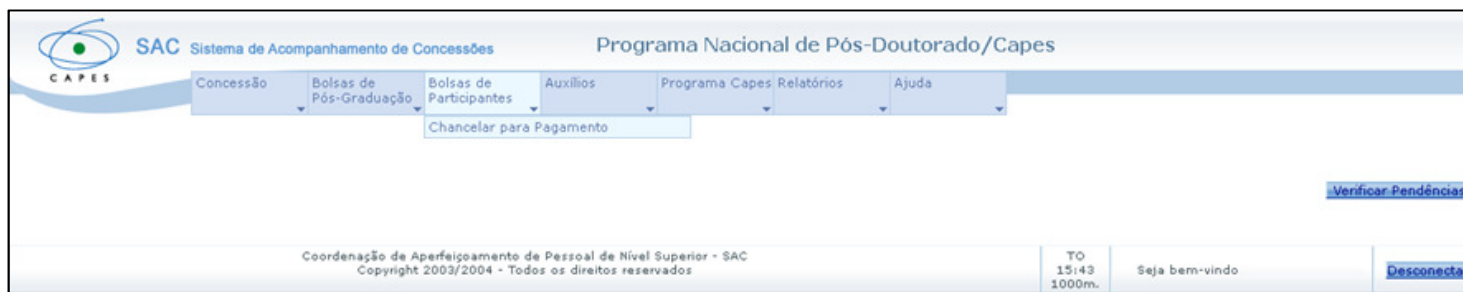 SAC Sistema de Acompanhamento de Concessões
Programa Nacional de Pós-Doutorado/Capes
CAPES
Concessão
Bolsas de
Pós-Graduação
Bolsas de
Participantes
Auxílios
Programa Capes
Relatórios
Ajuda
Chancelar para Pagamento
Verificar Pendências
Coordenação de Aperfeiçoamento de Pessoal de Nível Superior - SAC
Copyright 2003/2004 - Todos os direitos reservados
TO
15:43
1000m.
Seja bem-vindo
Desconecta